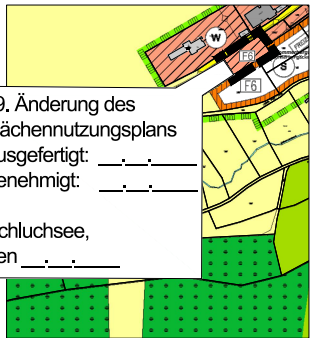 W
F6
S
F6
9. Änderung des
ächennutzungsplans
usgefertigt: __.__.____
enehmigt: __.__.____
chluchsee,
en __.__.____